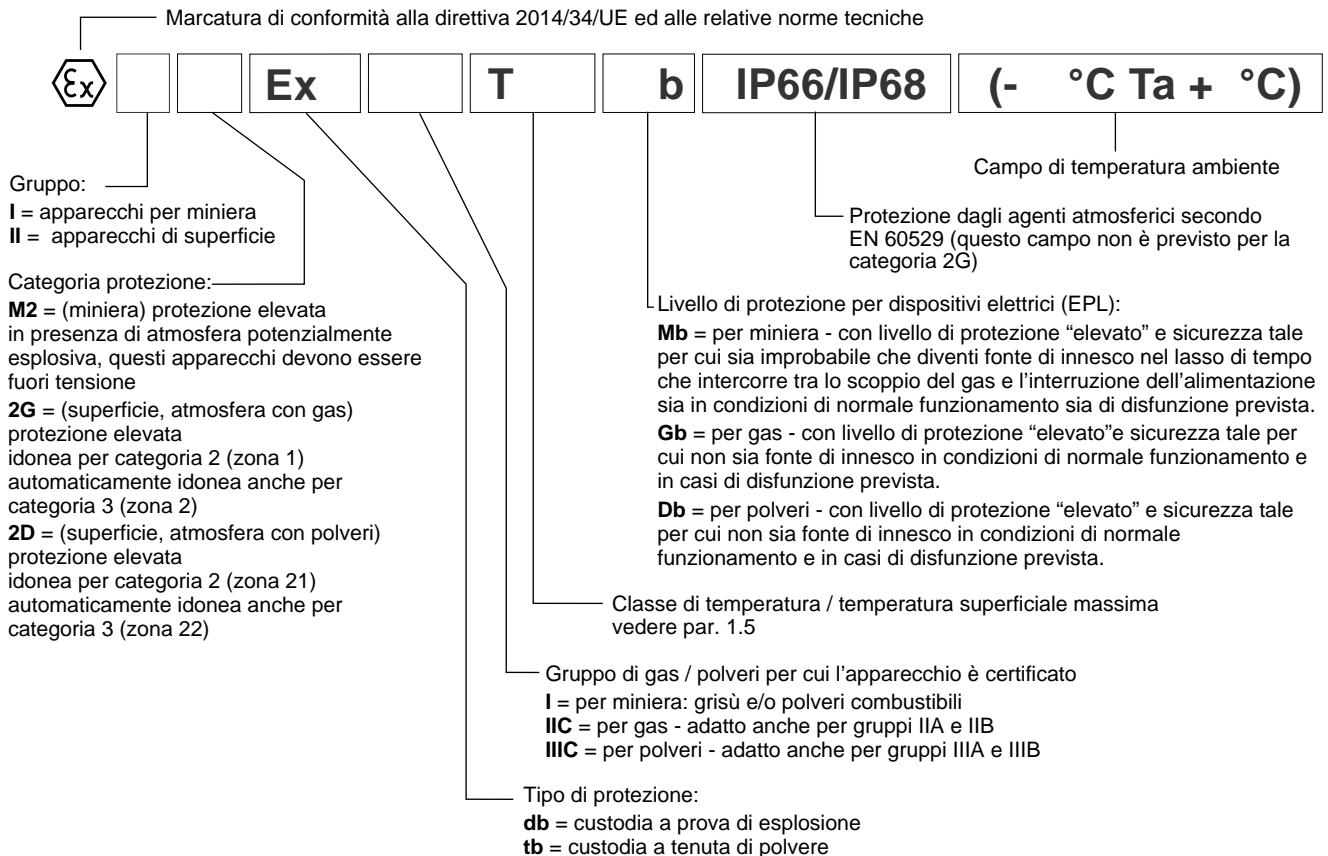 Marcatura di conformità alla direttiva 2014/34/UE ed alle relative norme tecniche
Ex Ex T b IP66/IP68 (- °C Ta + °C)
Campo di temperatura ambiente
Gruppo:
I = apparecchi per miniera
II = apparecchi di superficie
Protezione dagli agenti atmosferici secondo
EN 60529 (questo campo non è previsto per la
categoria 2G)
Categoria protezione:
M2 = (miniera) protezione elevata
in presenza di atmosfera potenzialmente
esplosiva, questi apparecchi devono essere
fuori tensione
2G = (superficie, atmosfera con gas)
protezione elevata
idonea per categoria 2 (zona 1)
automaticamente idonea anche per
categoria 3 (zona 2)
2D = (superficie, atmosfera con polveri)
protezione elevata
idonea per categoria 2 (zona 21)
automaticamente idonea anche per
categoria 3 (zona 22)
Livello di protezione per dispositivi elettrici (EPL):
Mb = per miniera - con livello di protezione “elevato” e sicurezza tale
per cui sia improbabile che diventi fonte di innesco nel lasso di tempo
che intercorre tra lo scoppio del gas e l’interruzione dell’alimentazione
sia in condizioni di normale funzionamento sia di disfunzione prevista.
Gb = per gas - con livello di protezione “elevato”e sicurezza tale per
cui non sia fonte di innesco in condizioni di normale funzionamento e
in casi di disfunzione prevista.
Db = per polveri - con livello di protezione “elevato” e sicurezza tale
per cui non sia fonte di innesco in condizioni di normale
funzionamento e in casi di disfunzione prevista.
Classe di temperatura / temperatura superficiale massima
vedere par. 1.5
Gruppo di gas / polveri per cui l’apparecchio è certificato
I = per miniera: grisù e/o polveri combustibili
IIC = per gas - adatto anche per gruppi IIA e IIB
IIIC = per polveri - adatto anche per gruppi IIIA e IIIB
Tipo di protezione:
db = custodia a prova di esplosione
tb = custodia a tenuta di polvere